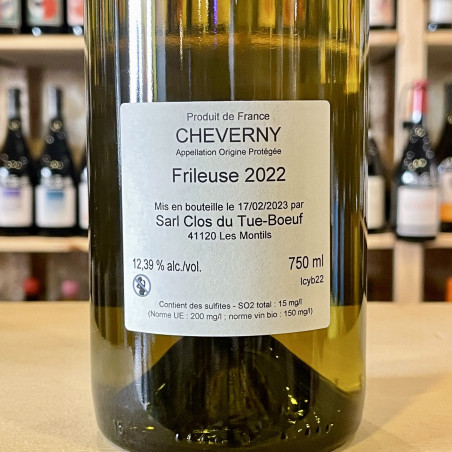 Produit de France
CHEVERNY
Appellation Origine Protégée
Frileuse 2022
Mis en bouteille le 17/02/2023 par
Sarl Clos du Tue-Boeuf
41120 Les Montils
12,39 % alc./vol.
750 ml
lcyb22
Contient des sulfites - SO2 total : 15 mg/l
(Norme UE : 200 mg/l ; norme vin bio : 150 mg/l)